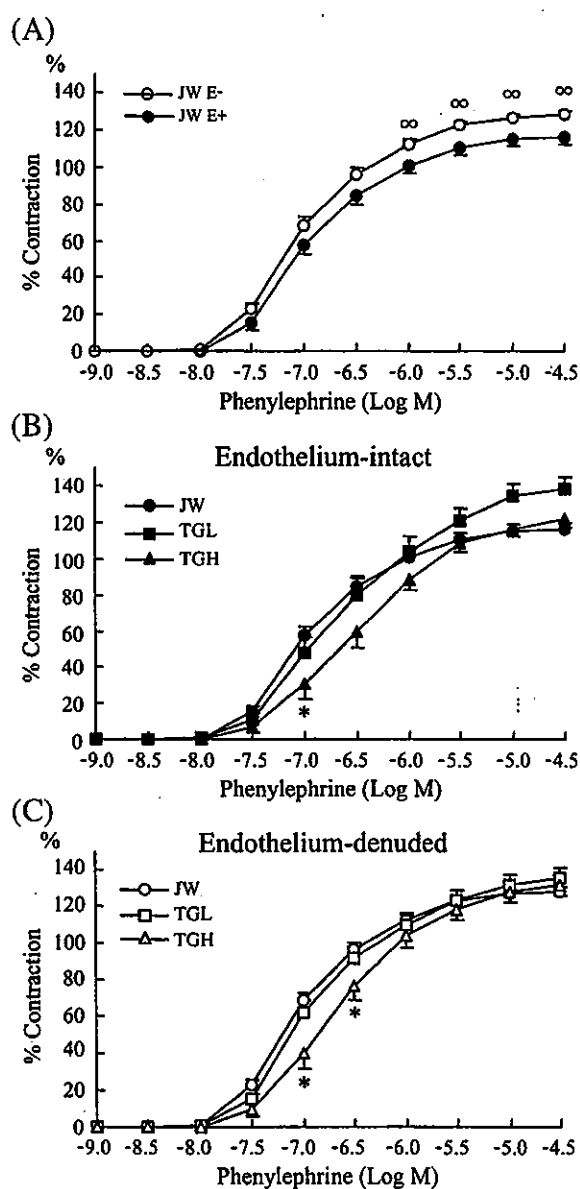 (A)
%
140
120
100
80
60
40
20
0
% Contraction
JW E-
JW E+
∞ ∞ ∞ ∞
-9.0 -8.5 -8.0 -7.5 -7.0 -6.5 -6.0 -5.5 -5.0 -4.5
Phenylephrine (Log M)
(B)
%
Endothelium-intact
140
120
100
80
60
40
20
0
% Contraction
JW
TGL
TGH
*
-9.0 -8.5 -8.0 -7.5 -7.0 -6.5 -6.0 -5.5 -5.0 -4.5
Phenylephrine (Log M)
(C)
%
Endothelium-denuded
140
120
100
80
60
40
20
0
% Contraction
JW
TGL
TGH
*
*
-9.0 -8.5 -8.0 -7.5 -7.0 -6.5 -6.0 -5.5 -5.0 -4.5
Phenylephrine (Log M)